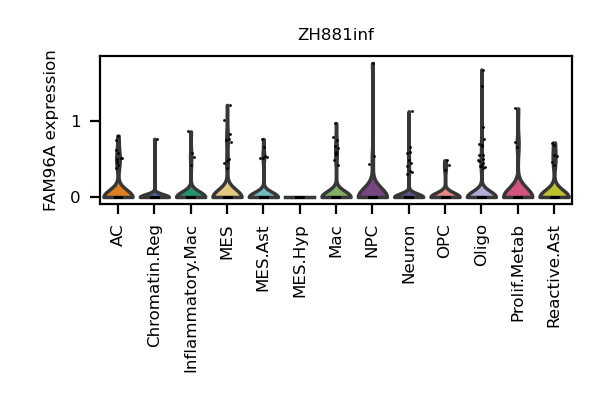 ZH881inf
FAM96A expression
1
0
AC
Chromatin.Reg
Inflammatory.Mac
MES
MES.Ast
MES.Hyp
Mac
NPC
Neuron
OPC
Oligo
Prolif.Metab
Reactive.Ast